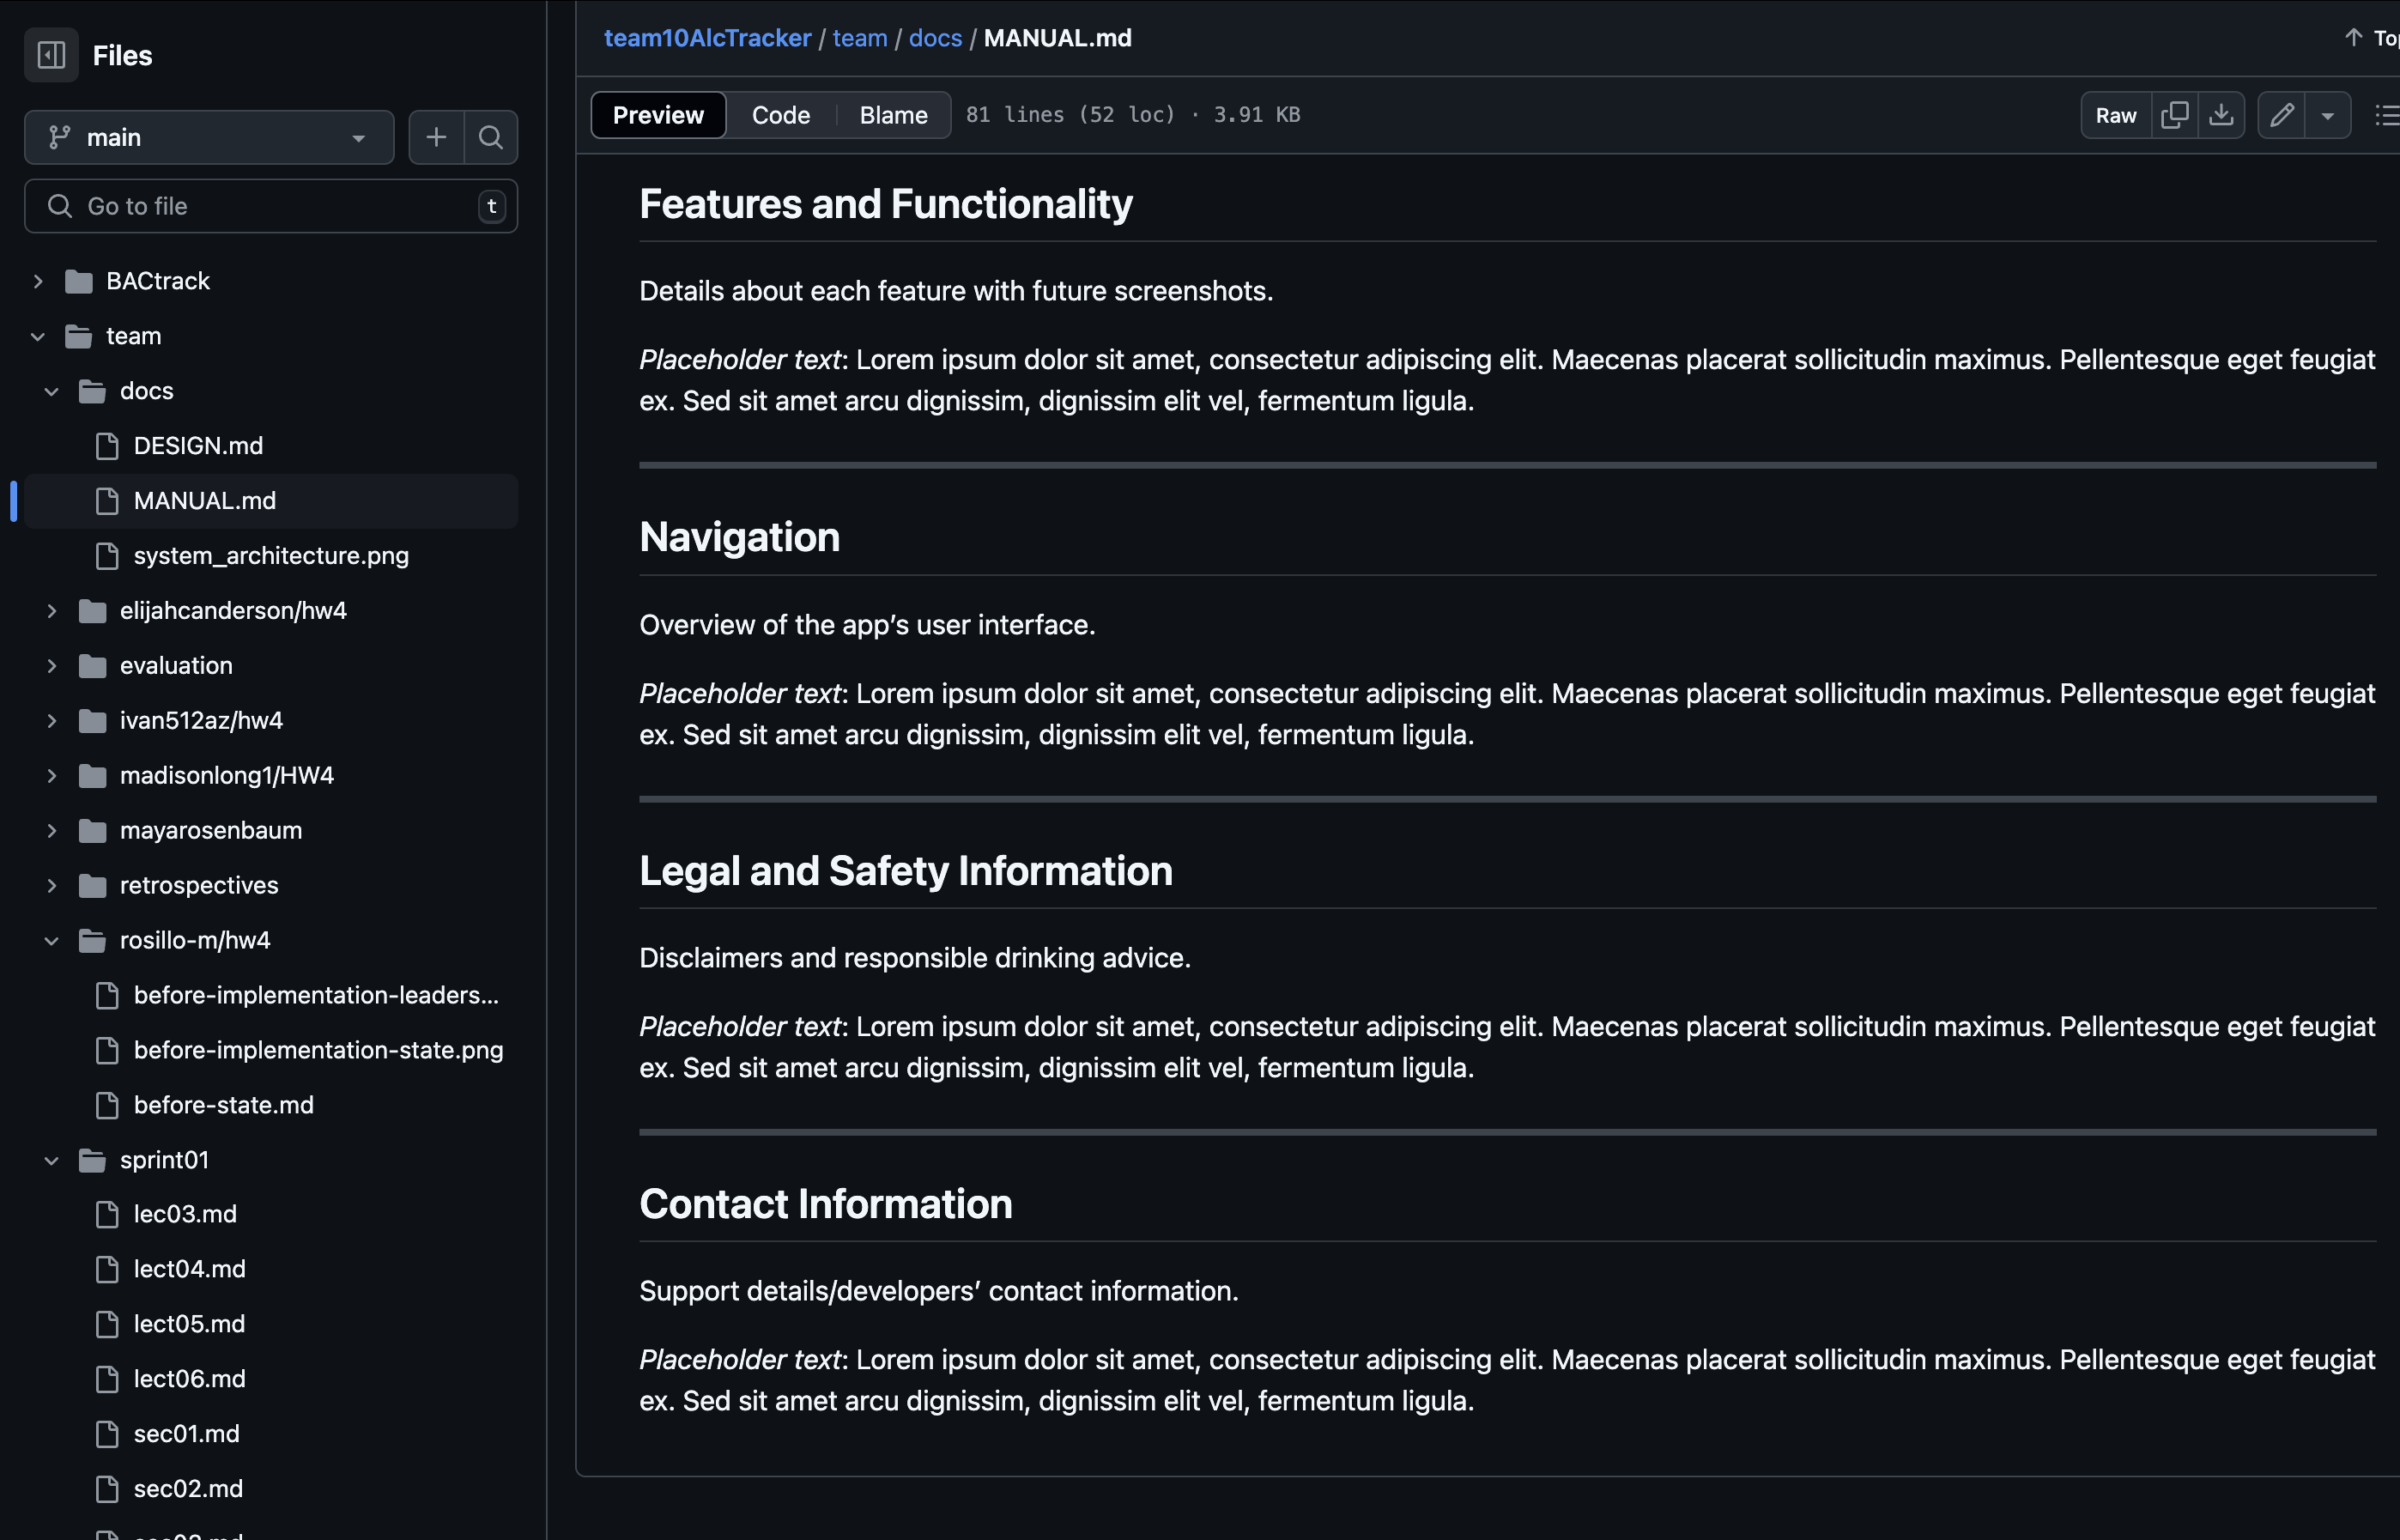 Files
main
Go to file
t
BACtrack
team
docs
DESIGN.md
MANUAL.md
system_architecture.png
elijahcanderson/hw4
evaluation
ivan512az/hw4
madisonlong1/HW4
mayarosenbaum
retrospectives
rosillo-m/hw4
before-implementation-leaders...
before-implementation-state.png
before-state.md
sprint01
lec03.md
lect04.md
lect05.md
lect06.md
sec01.md
sec02.md
team10AlcTracker / team / docs / MANUAL.md
Preview Code Blame 81 lines (52 loc) · 3.91 KB
Raw
Features and Functionality
Details about each feature with future screenshots.
Placeholder text: Lorem ipsum dolor sit amet, consectetur adipiscing elit. Maecenas placerat sollicitudin maximus. Pellentesque eget feugiat
ex. Sed sit amet arcu dignissim, dignissim elit vel, fermentum ligula.
Navigation
Overview of the app’s user interface.
Placeholder text: Lorem ipsum dolor sit amet, consectetur adipiscing elit. Maecenas placerat sollicitudin maximus. Pellentesque eget feugiat
ex. Sed sit amet arcu dignissim, dignissim elit vel, fermentum ligula.
Legal and Safety Information
Disclaimers and responsible drinking advice.
Placeholder text: Lorem ipsum dolor sit amet, consectetur adipiscing elit. Maecenas placerat sollicitudin maximus. Pellentesque eget feugiat
ex. Sed sit amet arcu dignissim, dignissim elit vel, fermentum ligula.
Contact Information
Support details/developers’ contact information.
Placeholder text: Lorem ipsum dolor sit amet, consectetur adipiscing elit. Maecenas placerat sollicitudin maximus. Pellentesque eget feugiat
ex. Sed sit amet arcu dignissim, dignissim elit vel, fermentum ligula.